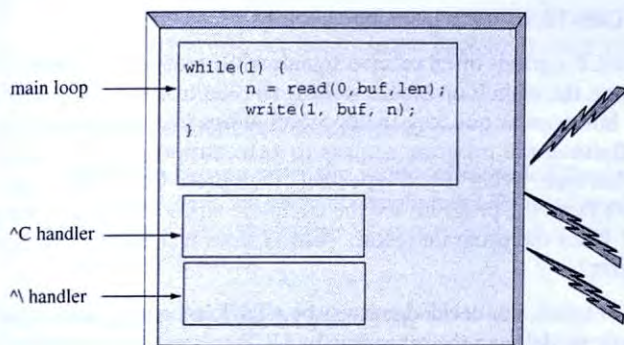 while(1) {
main loop
n = read(0,buf,len);
write(1, buf, n);
}
^C handler
^\ handler